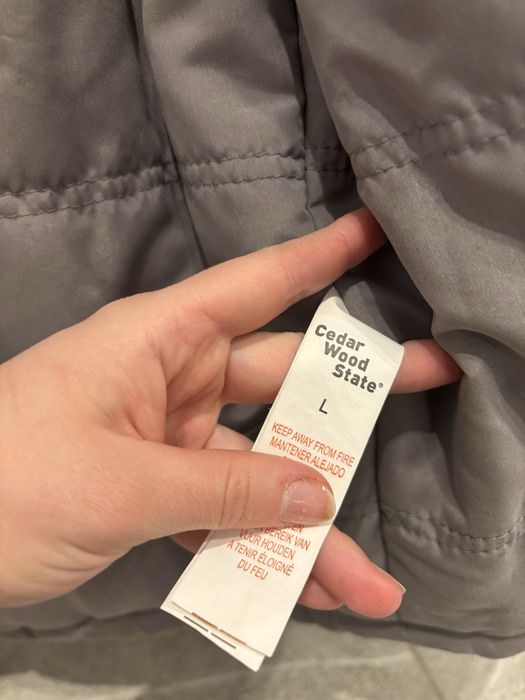 Cedar
Wood
State®
L
KEEP AWAY FROM FIRE
MANTENER ALEJADO
BEREIK VAN
VUUR HOUDEN
A TENIR ÉLOIGNÉ
DU FEU